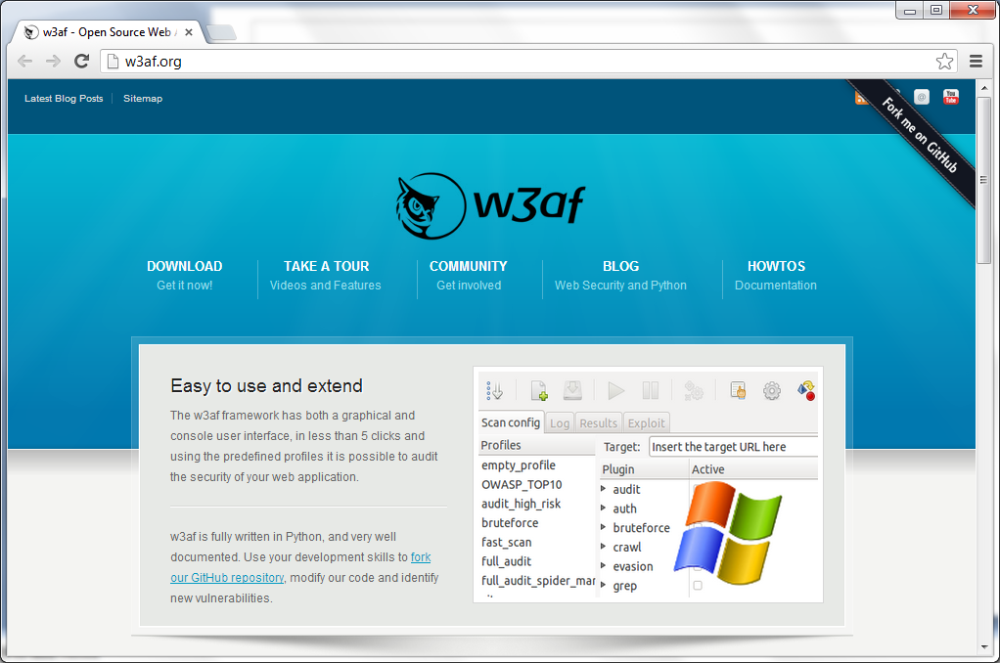 w3af - Open Source Web
w3af.org
Latest Blog Posts
Sitemap
You
Tube
Fork me on GitHub
w3af
DOWNLOAD
Get it now!
TAKE A TOUR
Videos and Features
COMMUNITY
Get involved
BLOG
Web Security and Python
HOWTOS
Documentation
Easy to use and extend
The w3af framework has both a graphical and
console user interface, in less than 5 clicks and
using the predefined profiles it is possible to audit
the security of your web application.
w3af is fully written in Python, and very well
documented. Use your development skills to fork
our GitHub repository, modify our code and identify
new vulnerabilities.
Scan config
Log
Results
Exploit
Profiles
empty_profile
OWASP_TOP10
audit_high_risk
bruteforce
fast_scan
full_audit
full_audit_spider_mar
Target:
Insert the target URL here
Plugin
Active
audit
auth
bruteforce
crawl
evasion
grep